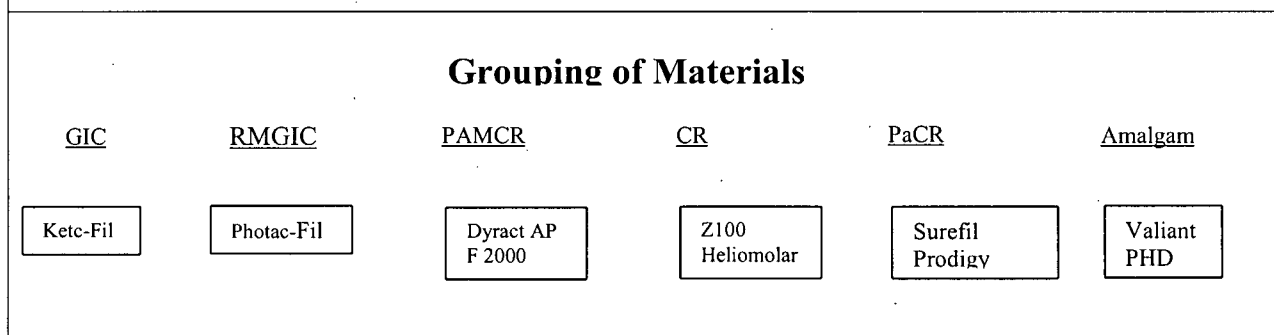 Grouping of Materials
GIC RMGIC PAMCR CR PaCR Amalgam
Ketc-Fil Photac-Fil Dyract AP Z100 Surefil Valiant
F 2000 Heliomolar Prodigy PHD